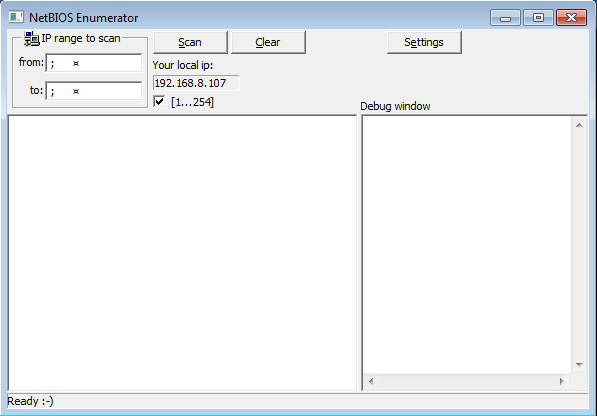 NetBIOS Enumerator
IP range to scan
from: ; ¤
to: ; ¤
Scan
Clear
Settings
Your local ip:
192.168.8.107
[1...254]
Debug window
Ready :-)